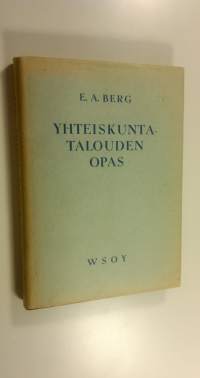 E. A. BERG
YHTEISKUNTA-
TALOUDEN
OPAS
WSOY